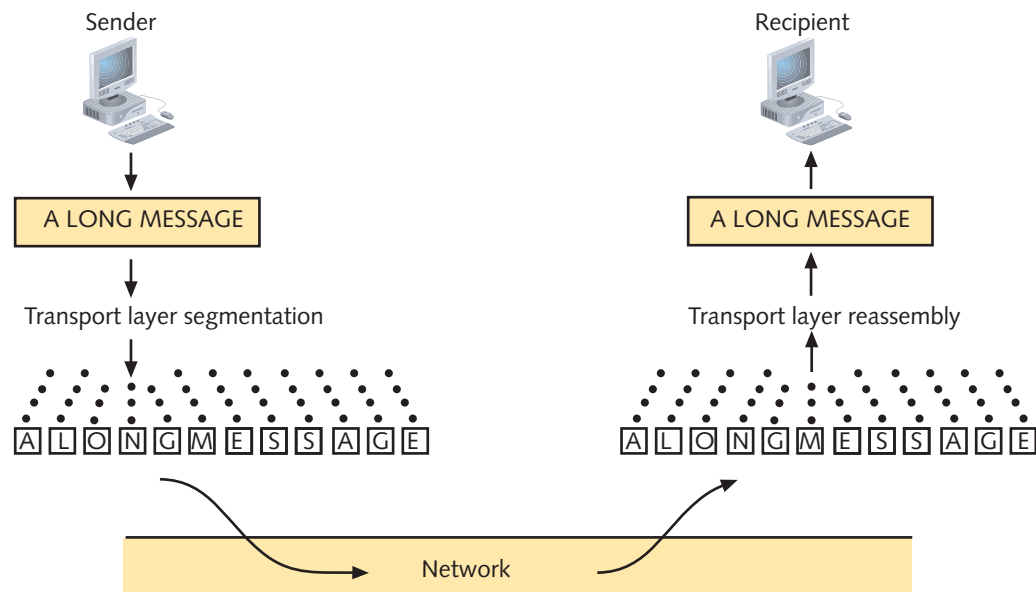 Sender
Recipient
A LONG MESSAGE
A LONG MESSAGE
Transport layer segmentation
Transport layer reassembly
A L O N G M E S S A G E
A L O N G M E S S A G E
Network